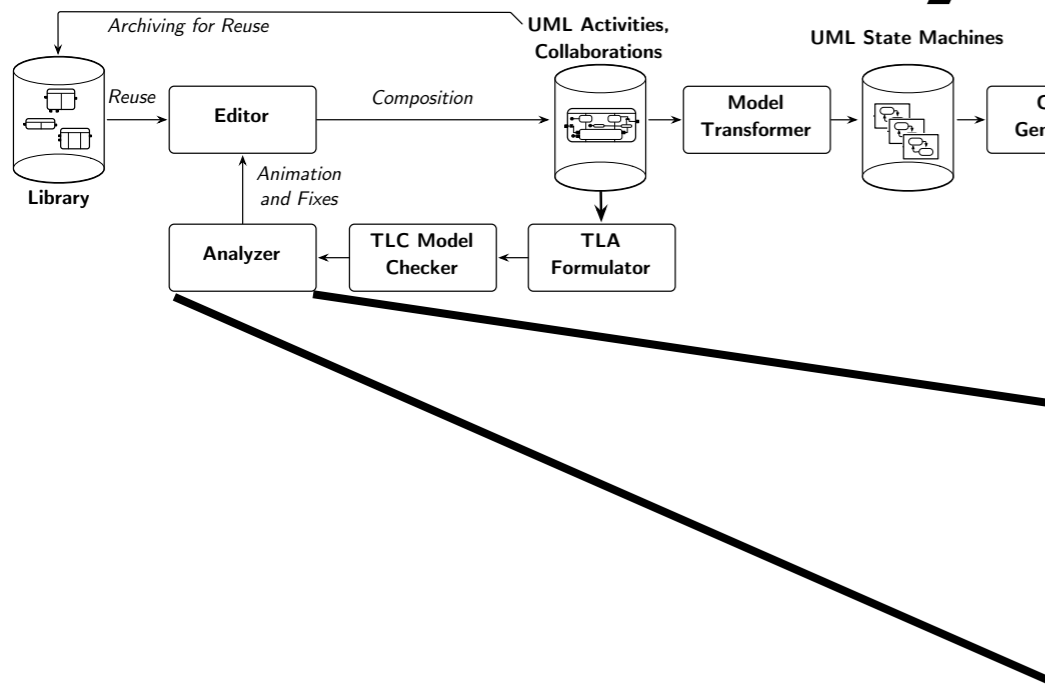 Archiving for Reuse
UML Activities,
Collaborations
UML State Machines
Reuse
Editor
Composition
Model
Transformer
Library
Animation
and Fixes
Analyzer
TLC Model
Checker
TLA
Formulator